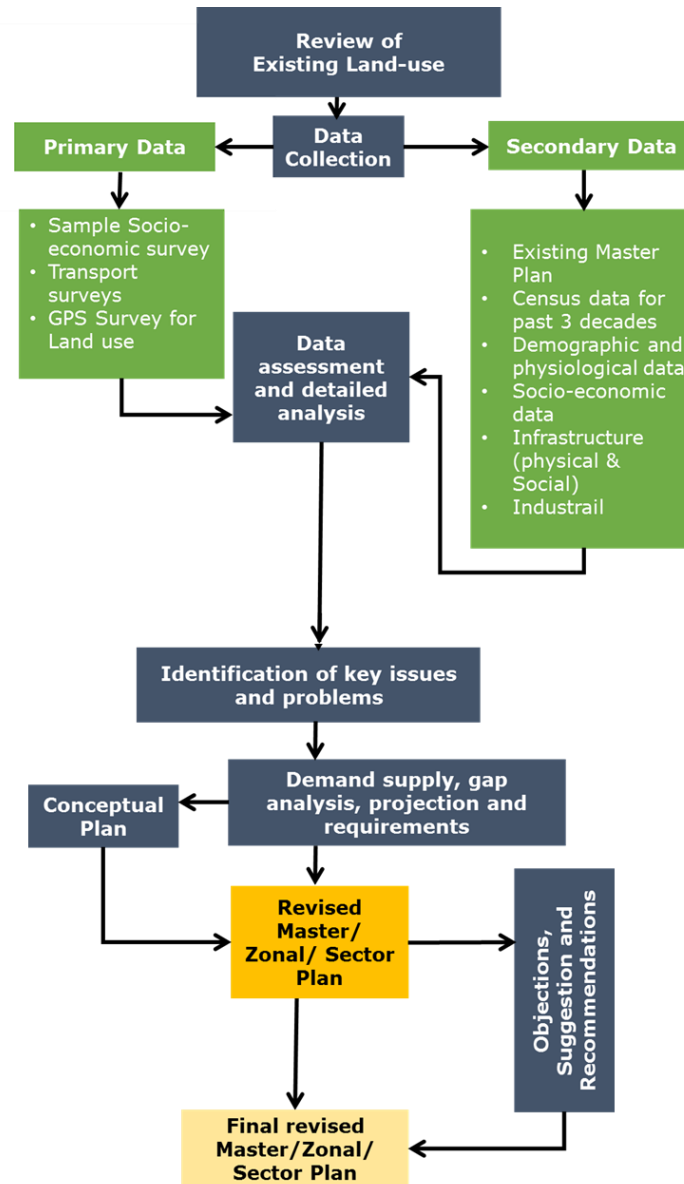 Review of
Existing Land-use
Data
Collection
Primary Data
Secondary Data
• Sample Socio-
economic survey
• Transport
surveys
• GPS Survey for
Land use
• Existing Master
Plan
• Census data for
past 3 decades
• Demographic and
physiological data
• Socio-economic
data
• Infrastructure
(physical &
Social)
• Industrail
Data
assessment
and detailed
analysis
Identification of key issues
and problems
Demand supply, gap
analysis, projection and
requirements
Conceptual
Plan
Revised
Master/
Zonal/ Sector
Plan
Objections,
Suggestion and
Recommendations
Final revised
Master/Zonal/
Sector Plan